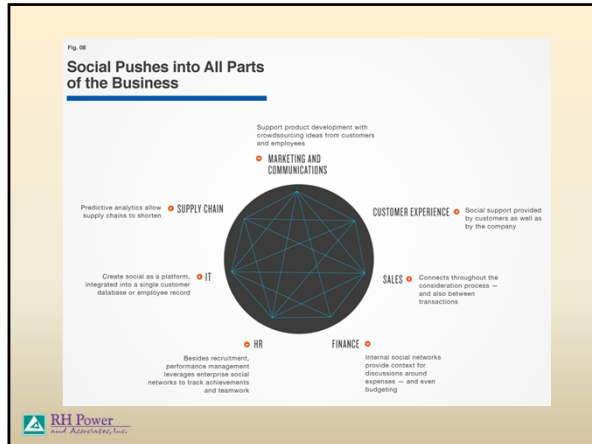 Fig. 08
Social Pushes into All Parts
of the Business
Support product development with
crowdsourcing ideas from customers
and employees
MARKETING AND
COMMUNICATIONS
Predictive analytics allow
supply chains to shorten
SUPPLY CHAIN
CUSTOMER EXPERIENCE
Social support provided
by customers as well as
by the company
Create social as a platform,
integrated into a single customer
database or employee record
IT
SALES
Connects throughout the
consideration process —
and also between
transactions
HR
Besides recruitment,
performance management
leverages enterprise social
networks to track achievements
and teamwork
FINANCE
Internal social networks
provide context for
discussions around
expenses — and even
budgeting
RH Power
and Associates, Inc.